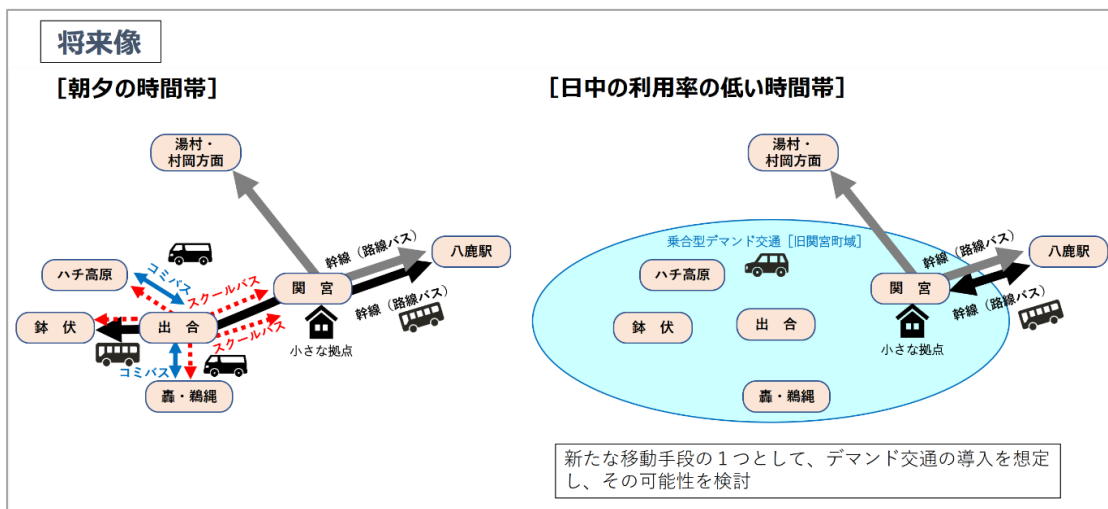 将来像
［朝夕の時間帯］
湯村・
村岡方面
幹線（路線バス）
八鹿駅
ハチ高原
コミバス
スクールバス
関　宮
幹線（路線バス）
鉢　伏
出　合
スクールバス
小さな拠点
コミバス
轟・鵜縄
［日中の利用率の低い時間帯］
湯村・
村岡方面
乗合型デマンド交通［旧関宮町域］
幹線（路線バス）
八鹿駅
ハチ高原
関　宮
幹線（路線バス）
鉢　伏
出　合
小さな拠点
轟・鵜縄
新たな移動手段の１つとして、デマンド交通の導入を想定
し、その可能性を検討